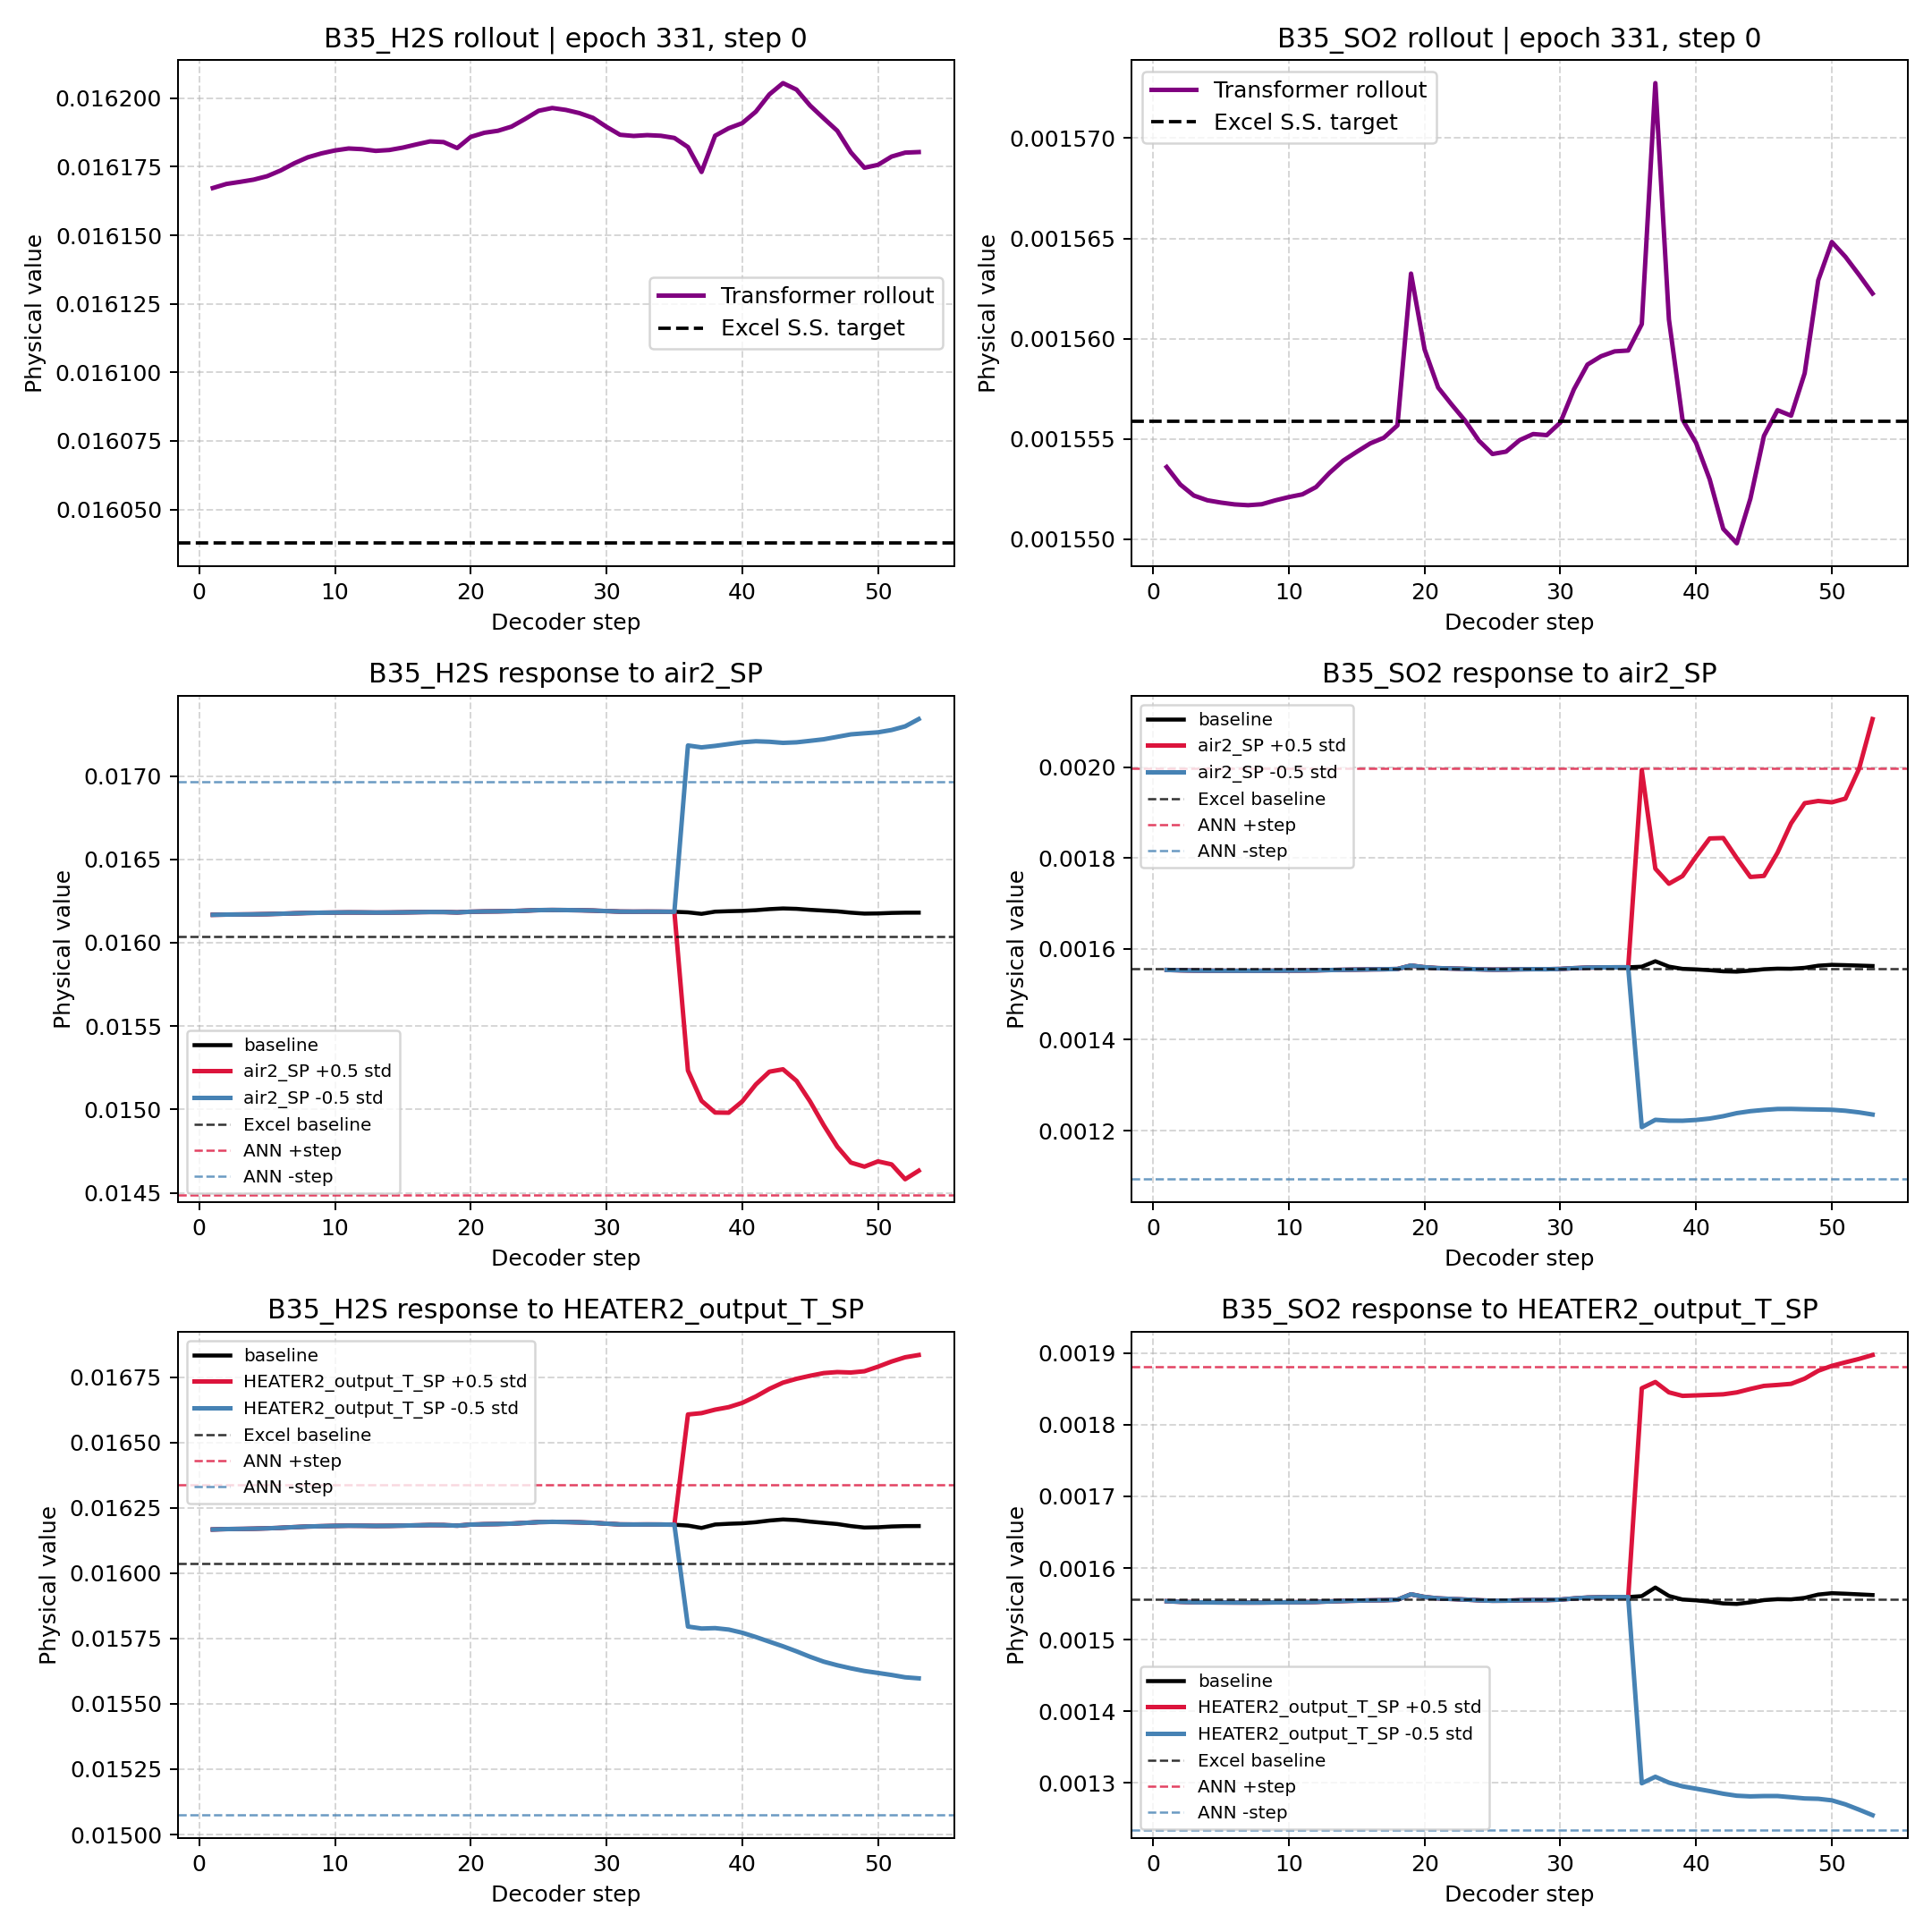 B35_H2S rollout | epoch 331, step 0
Physical value
0.016200
0.016175
0.016150
0.016125
0.016100
0.016075
0.016050
Transformer rollout
Excel S.S. target
0 10 20 30 40 50
Decoder step
B35_SO2 rollout | epoch 331, step 0
Physical value
0.001570
0.001565
0.001560
0.001555
0.001550
Transformer rollout
Excel S.S. target
0 10 20 30 40 50
Decoder step
B35_H2S response to air2_SP
Physical value
0.0170
0.0165
0.0160
0.0155
0.0150
0.0145
baseline
air2_SP +0.5 std
air2_SP -0.5 std
Excel baseline
ANN +step
ANN -step
0 10 20 30 40 50
Decoder step
B35_SO2 response to air2_SP
Physical value
0.0020
0.0018
0.0016
0.0014
0.0012
baseline
air2_SP +0.5 std
air2_SP -0.5 std
Excel baseline
ANN +step
ANN -step
0 10 20 30 40 50
Decoder step
B35_H2S response to HEATER2_output_T_SP
Physical value
0.01675
0.01650
0.01625
0.01600
0.01575
0.01550
0.01525
0.01500
baseline
HEATER2_output_T_SP +0.5 std
HEATER2_output_T_SP -0.5 std
Excel baseline
ANN +step
ANN -step
0 10 20 30 40 50
Decoder step
B35_SO2 response to HEATER2_output_T_SP
Physical value
0.0019
0.0018
0.0017
0.0016
0.0015
0.0014
0.0013
baseline
HEATER2_output_T_SP +0.5 std
HEATER2_output_T_SP -0.5 std
Excel baseline
ANN +step
ANN -step
0 10 20 30 40 50
Decoder step